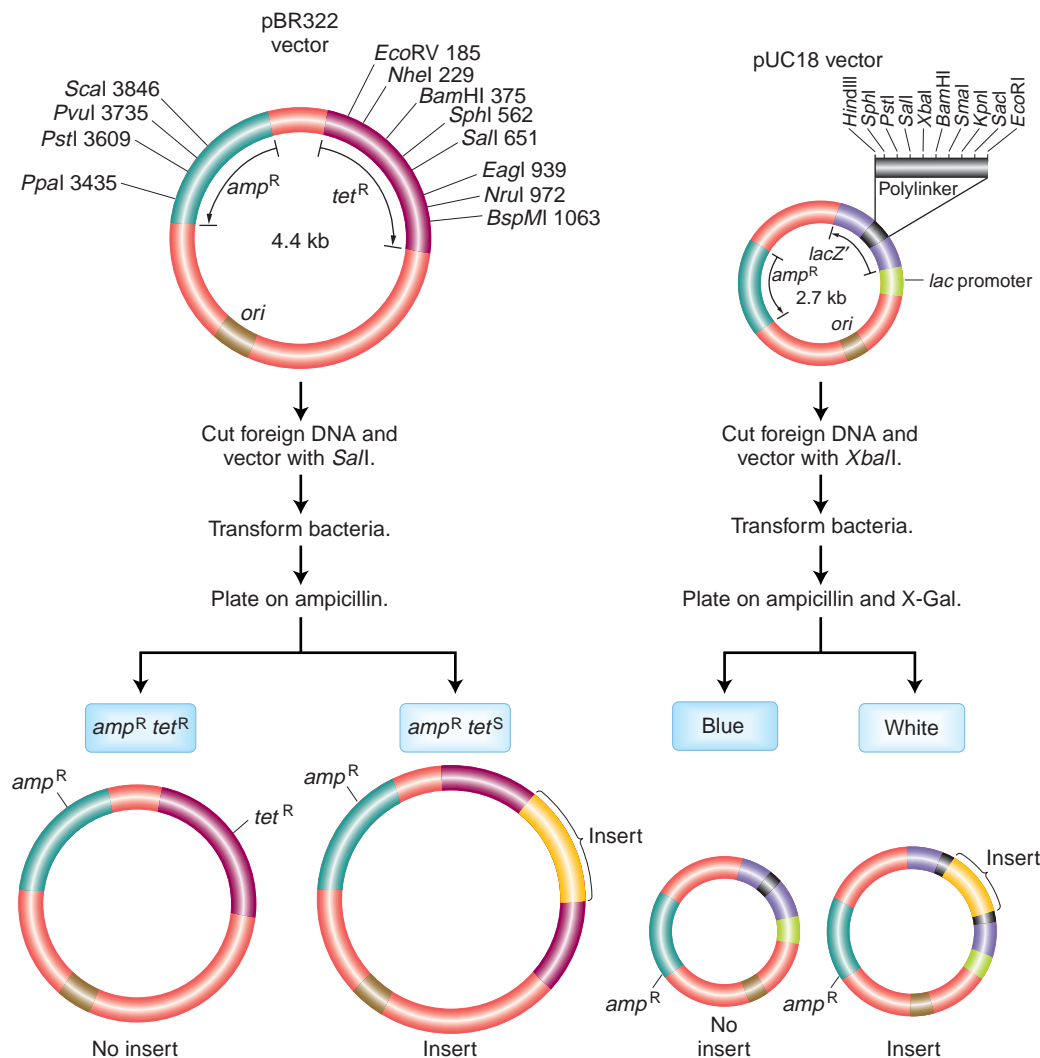 pBR322
vector
EcoRV 185
NheI 229
BamHI 375
SphI 562
SalI 651
EagI 939
NruI 972
BspMI 1063
ScaI 3846
PvuI 3735
PstI 3609
PpaI 3435
ampR
tetR
4.4 kb
ori
Cut foreign DNA and
vector with SalI.
Transform bacteria.
Plate on ampicillin.
ampR tetR
ampR tetS
ampR
tetR
No insert
ampR
Insert
Insert
pUC18 vector
HindIII
SphI
PstI
SalI
XbaI
BamHI
SmaI
KpnI
SacI
EcoRI
Polylinker
lacZ'
ampR
2.7 kb
ori
lac promoter
Cut foreign DNA and
vector with XbaII.
Transform bacteria.
Plate on ampicillin and X-Gal.
Blue
White
ampR
No
insert
Insert
ampR
Insert